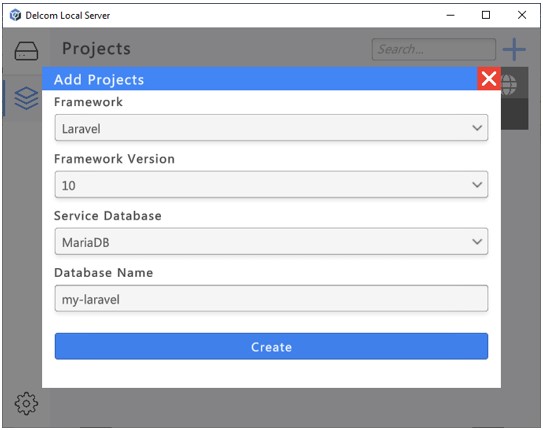 Delcom Local Server
Projects
Search...
Add Projects
Framework
Laravel
Framework Version
10
Service Database
MariaDB
Database Name
my-laravel
Create